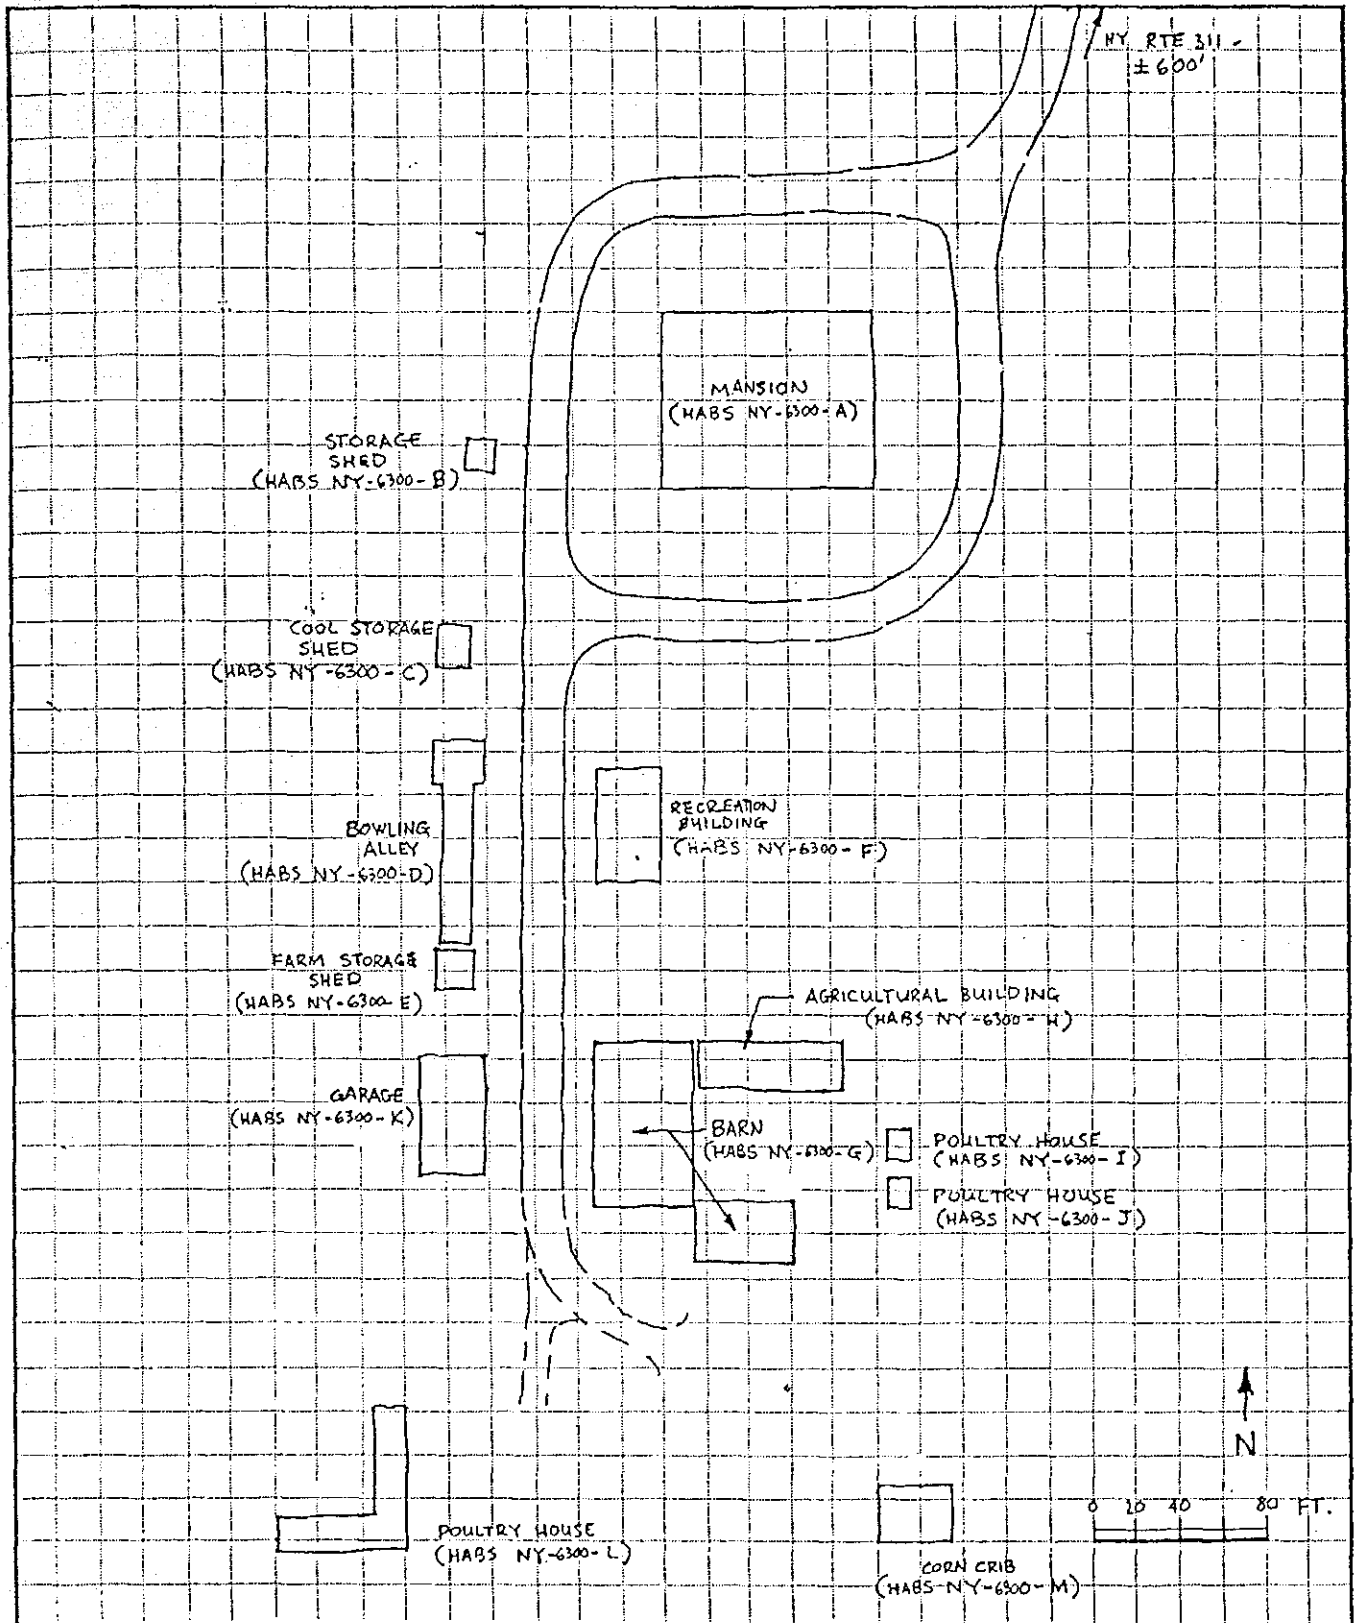 NY RTE 311 -
± 600'
MANSION
(HABS NY-6300-A)
STORAGE
SHED
(HABS NY-6300-B)
COOL STORAGE
SHED
(HABS NY-6300-C)
BOWLING
ALLEY
(HABS NY-6300-D)
RECREATION
BUILDING
(HABS NY-6300-F)
FARM STORAGE
SHED
(HABS NY-6300-E)
AGRICULTURAL BUILDING
(HABS NY-6300-H)
GARAGE
(HABS NY-6300-K)
BARN
(HABS NY-6300-G)
POULTRY HOUSE
(HABS NY-6300-I)
POULTRY HOUSE
(HABS NY-6300-J)
N
0 20 40 80 FT.
POULTRY HOUSE
(HABS NY-6300-L)
CORN CRIB
(HABS NY-6300-M)